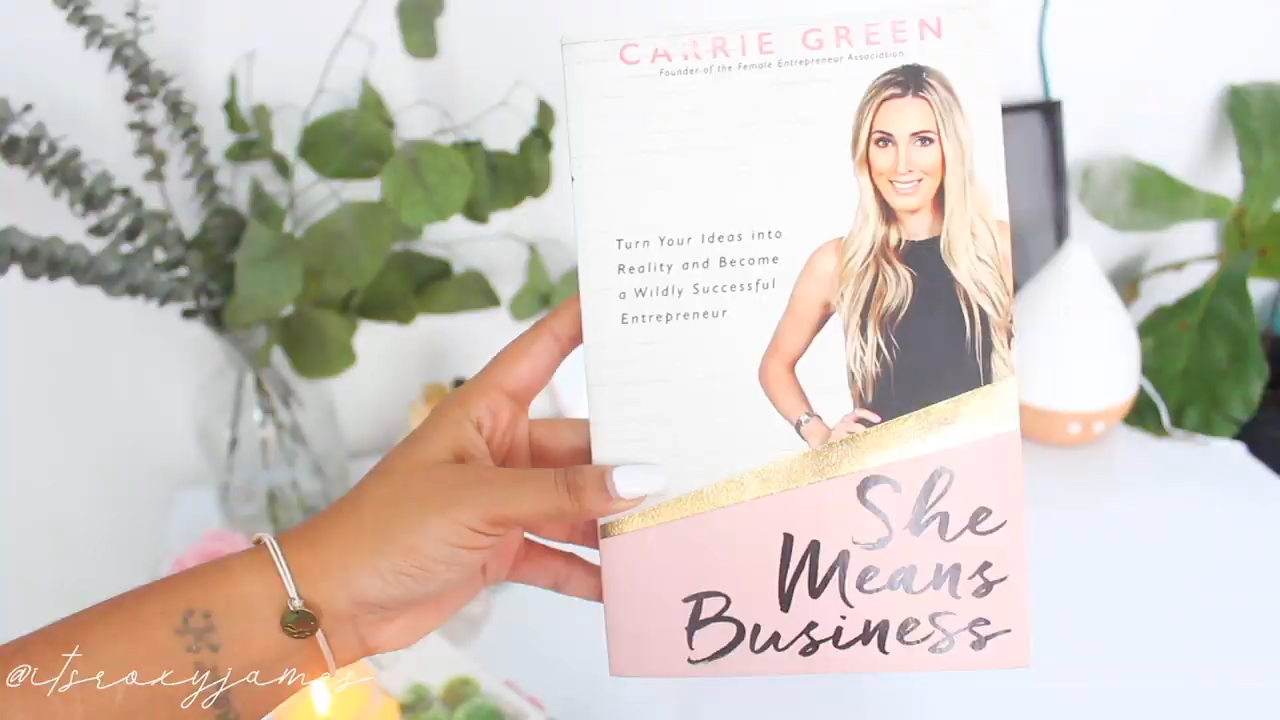 CARRIE GREEN
Founder of the Female Entrepreneur Association
Turn Your Ideas into
Reality and Become
a Wildly Successful
Entrepreneur
She
Means
Business
@itsroxyjames